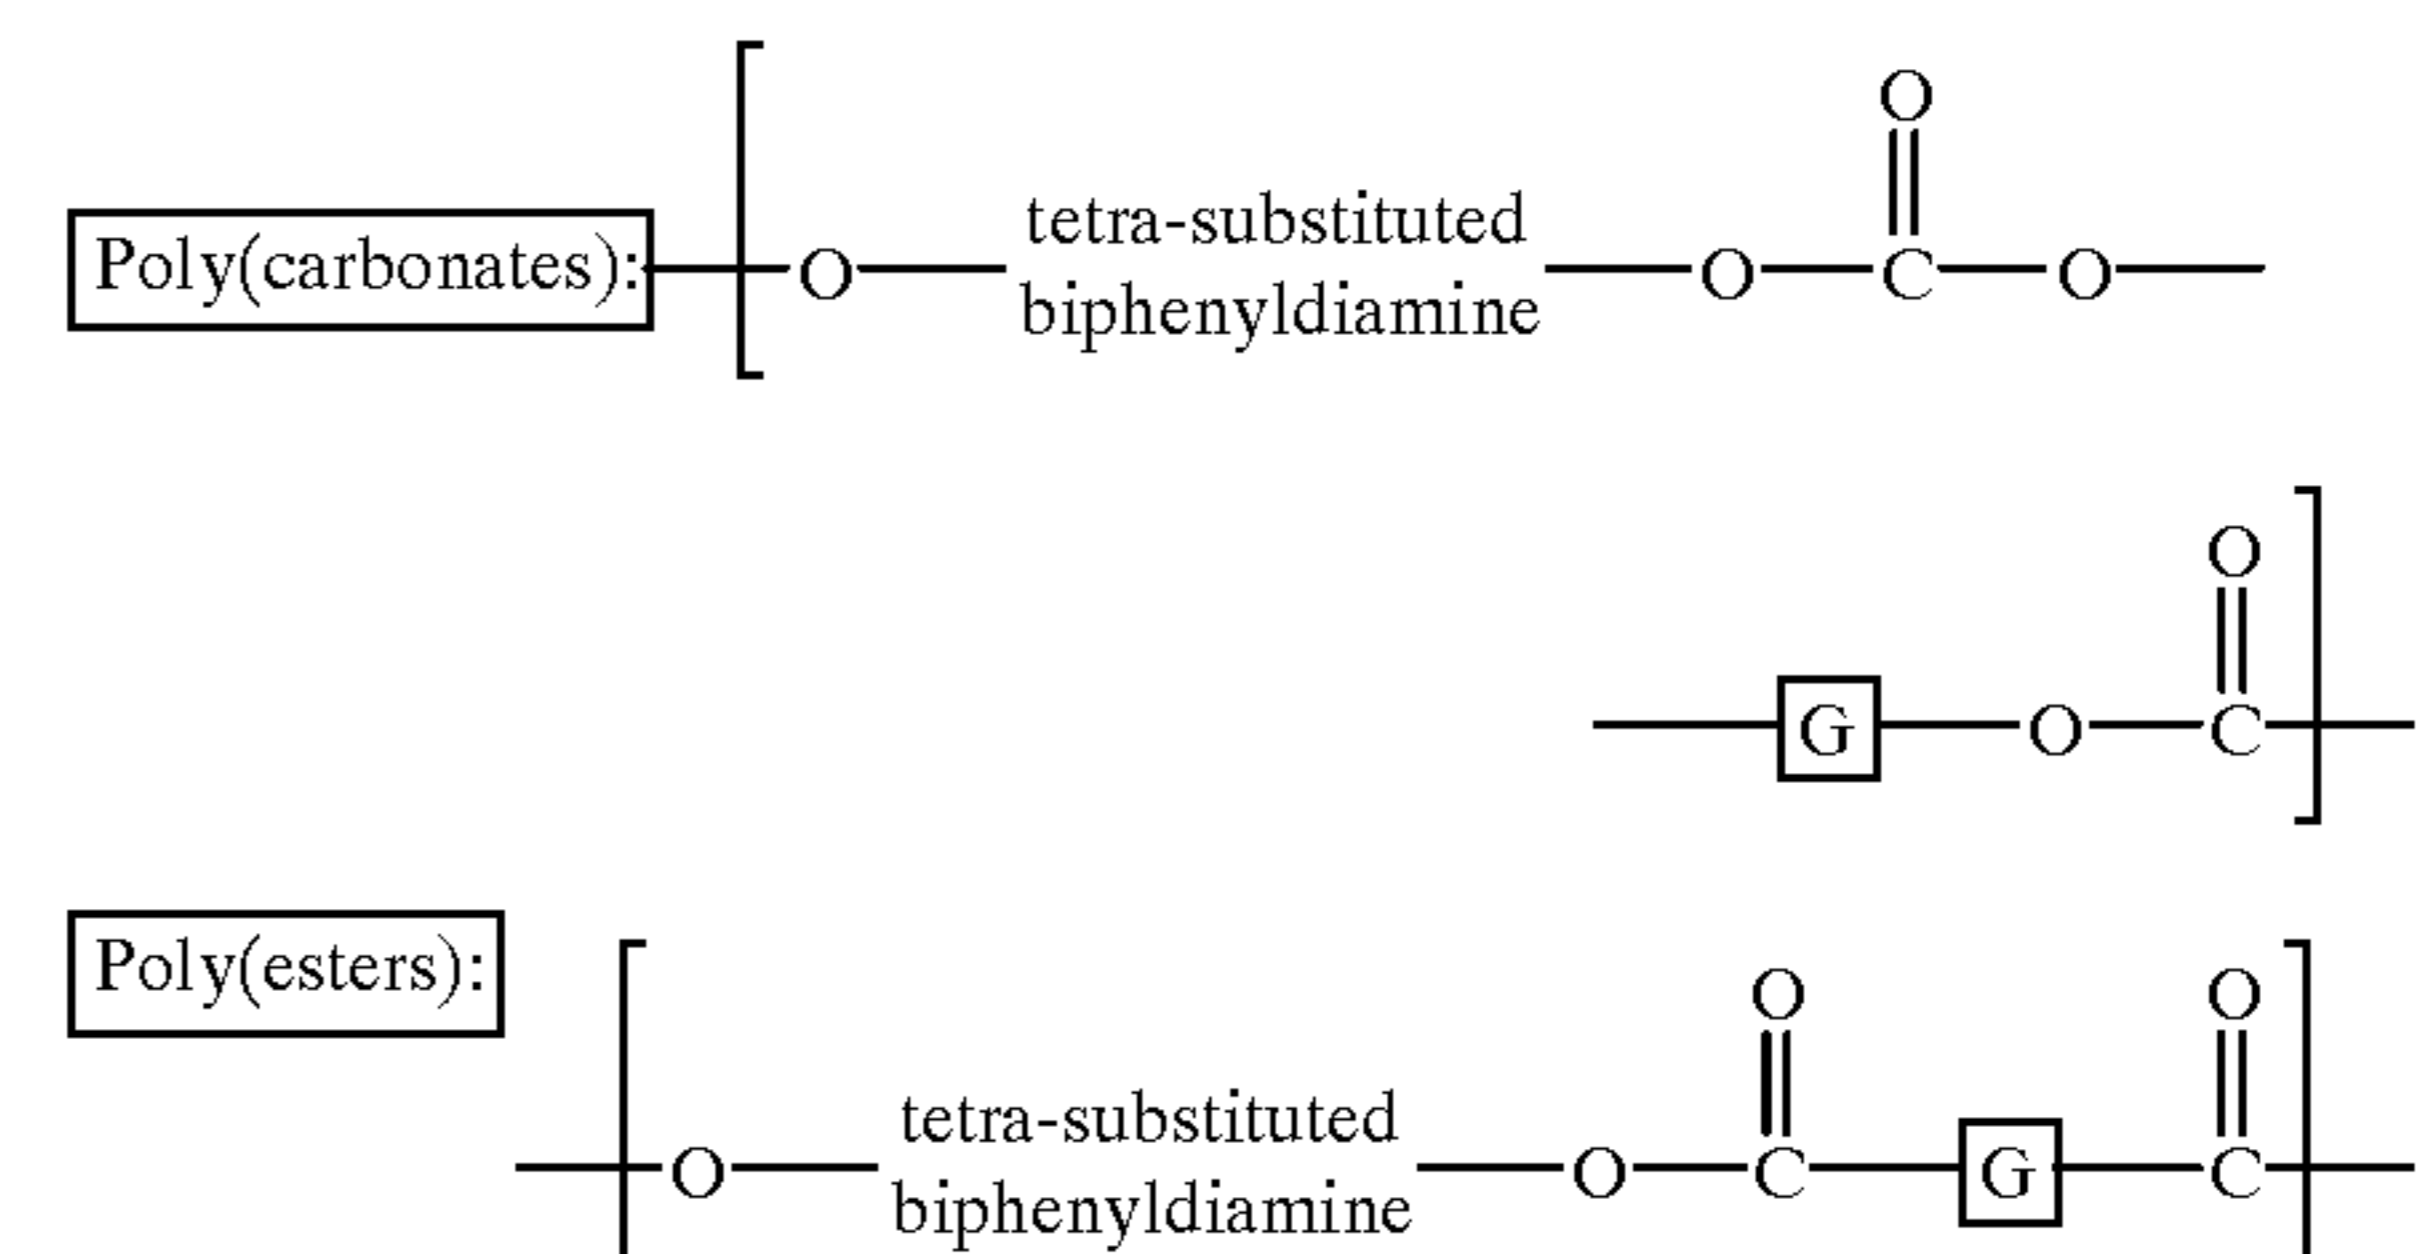 O
tetra-substituted
Poly(carbonates): O O C O
biphenyldiamine
O
G O C
Poly(esters):
O O
tetra-substituted
O O C G C
biphenyldiamine